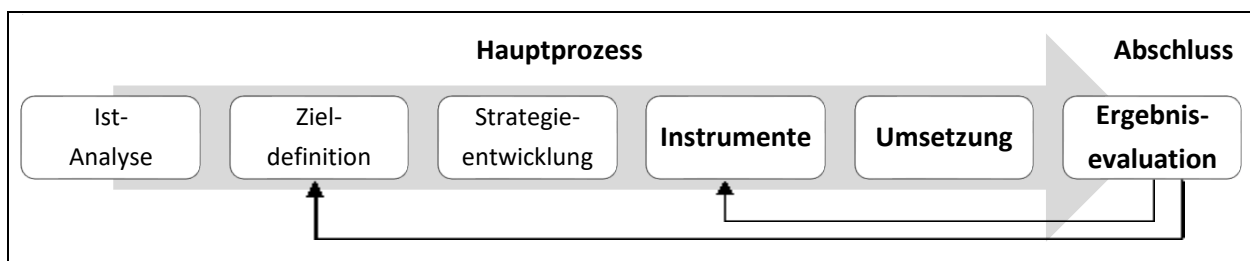 Hauptprozess
Abschluss
Ist-
Analyse
Ziel-
definition
Strategie-
entwicklung
Instrumente
Umsetzung
Ergebnis-
evaluation